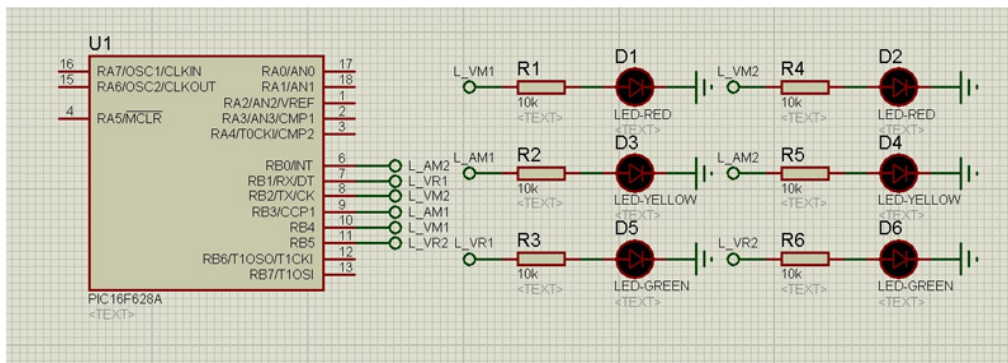 U1
16 RA7/OSC1/CLKIN
15 RA6/OSC2/CLKOUT
4 RA5/MCLR
RA0/AN0 17
RA1/AN1 18
RA2/AN2/VREF 1
RA3/AN3/CMP1 2
RA4/T0CKI/CMP2 3
RB0/INT 6 L_AM2
RB1/RX/DT 7 L_VR1
RB2/TX/CK 8 L_VM2
RB3/CCP1 9 L_AM1
RB4 10 L_VM1
RB5 11 L_VR2
RB6/T1OSO/T1CKI 12
RB7/T1OSI 13
PIC16F628A
<TEXT>
L_VM1
R1
10k
<TEXT>
D1
LED-RED
<TEXT>
L_VM2
R4
10k
<TEXT>
D2
LED-RED
<TEXT>
L_AM1
R2
10k
<TEXT>
D3
LED-YELLOW
<TEXT>
L_AM2
R5
10k
<TEXT>
D4
LED-YELLOW
<TEXT>
L_VR1
R3
10k
<TEXT>
D5
LED-GREEN
<TEXT>
L_VR2
R6
10k
<TEXT>
D6
LED-GREEN
<TEXT>